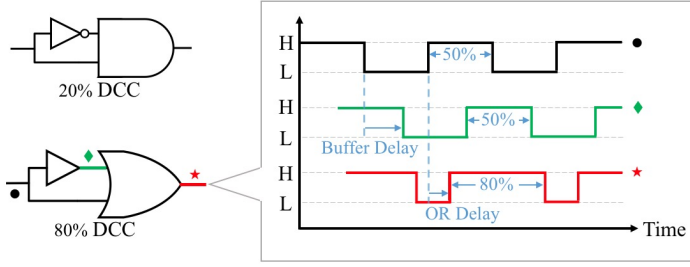 20% DCC
80% DCC
H
L
50%
H
L
50%
Buffer Delay
H
L
80%
OR Delay
Time